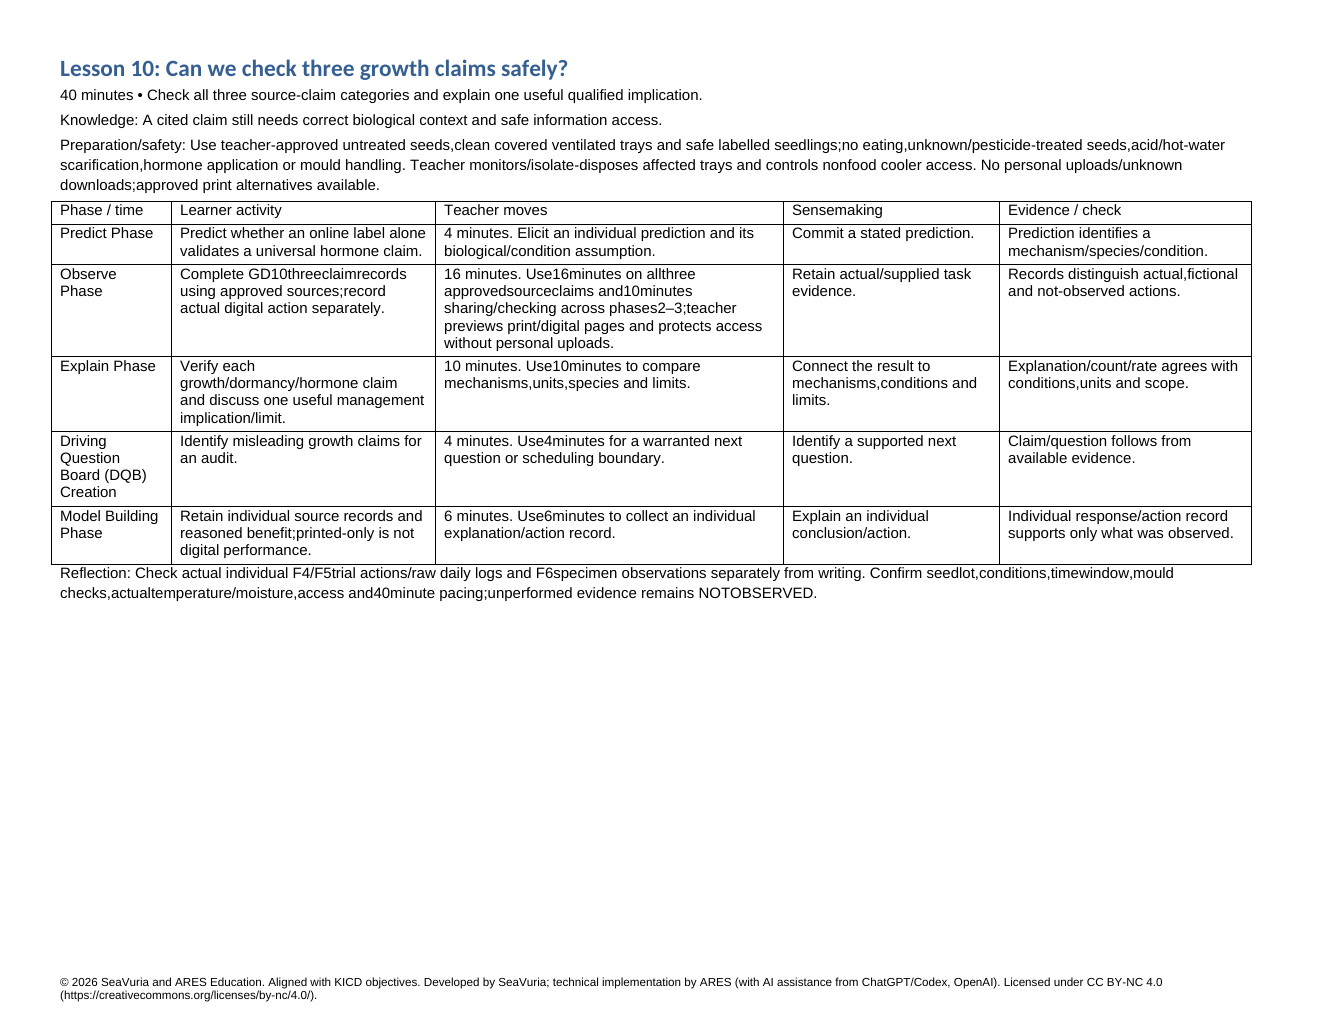 Lesson 10: Can we check three growth claims safely?
40 minutes • Check all three source-claim categories and explain one useful qualified implication.
Knowledge: A cited claim still needs correct biological context and safe information access.
Preparation/safety: Use teacher-approved untreated seeds,clean covered ventilated trays and safe labelled seedlings;no eating,unknown/pesticide-treated seeds,acid/hot-water
scarification,hormone application or mould handling. Teacher monitors/isolate-disposes affected trays and controls nonfood cooler access. No personal uploads/unknown
downloads;approved print alternatives available.
Phase / time
Learner activity
Teacher moves
Sensemaking
Evidence / check
Predict Phase
Predict whether an online label alone
validates a universal hormone claim.
4 minutes. Elicit an individual prediction and its
biological/condition assumption.
Commit a stated prediction.
Prediction identifies a
mechanism/species/condition.
Observe
Phase
Complete GD10threeclaimrecords
using approved sources;record
actual digital action separately.
16 minutes. Use16minutes on allthree
approvedsourceclaims and10minutes
sharing/checking across phases2–3;teacher
previews print/digital pages and protects access
without personal uploads.
Retain actual/supplied task
evidence.
Records distinguish actual,fictional
and not-observed actions.
Explain Phase
Verify each
growth/dormancy/hormone claim
and discuss one useful management
implication/limit.
10 minutes. Use10minutes to compare
mechanisms,units,species and limits.
Connect the result to
mechanisms,conditions and
limits.
Explanation/count/rate agrees with
conditions,units and scope.
Driving
Question
Board (DQB)
Creation
Identify misleading growth claims for
an audit.
4 minutes. Use4minutes for a warranted next
question or scheduling boundary.
Identify a supported next
question.
Claim/question follows from
available evidence.
Model Building
Phase
Retain individual source records and
reasoned benefit;printed-only is not
digital performance.
6 minutes. Use6minutes to collect an individual
explanation/action record.
Explain an individual
conclusion/action.
Individual response/action record
supports only what was observed.
Reflection: Check actual individual F4/F5trial actions/raw daily logs and F6specimen observations separately from writing. Confirm seedlot,conditions,timewindow,mould
checks,actualtemperature/moisture,access and40minute pacing;unperformed evidence remains NOTOBSERVED.
© 2026 SeaVuria and ARES Education. Aligned with KICD objectives. Developed by SeaVuria; technical implementation by ARES (with AI assistance from ChatGPT/Codex, OpenAI). Licensed under CC BY-NC 4.0
(https://creativecommons.org/licenses/by-nc/4.0/).